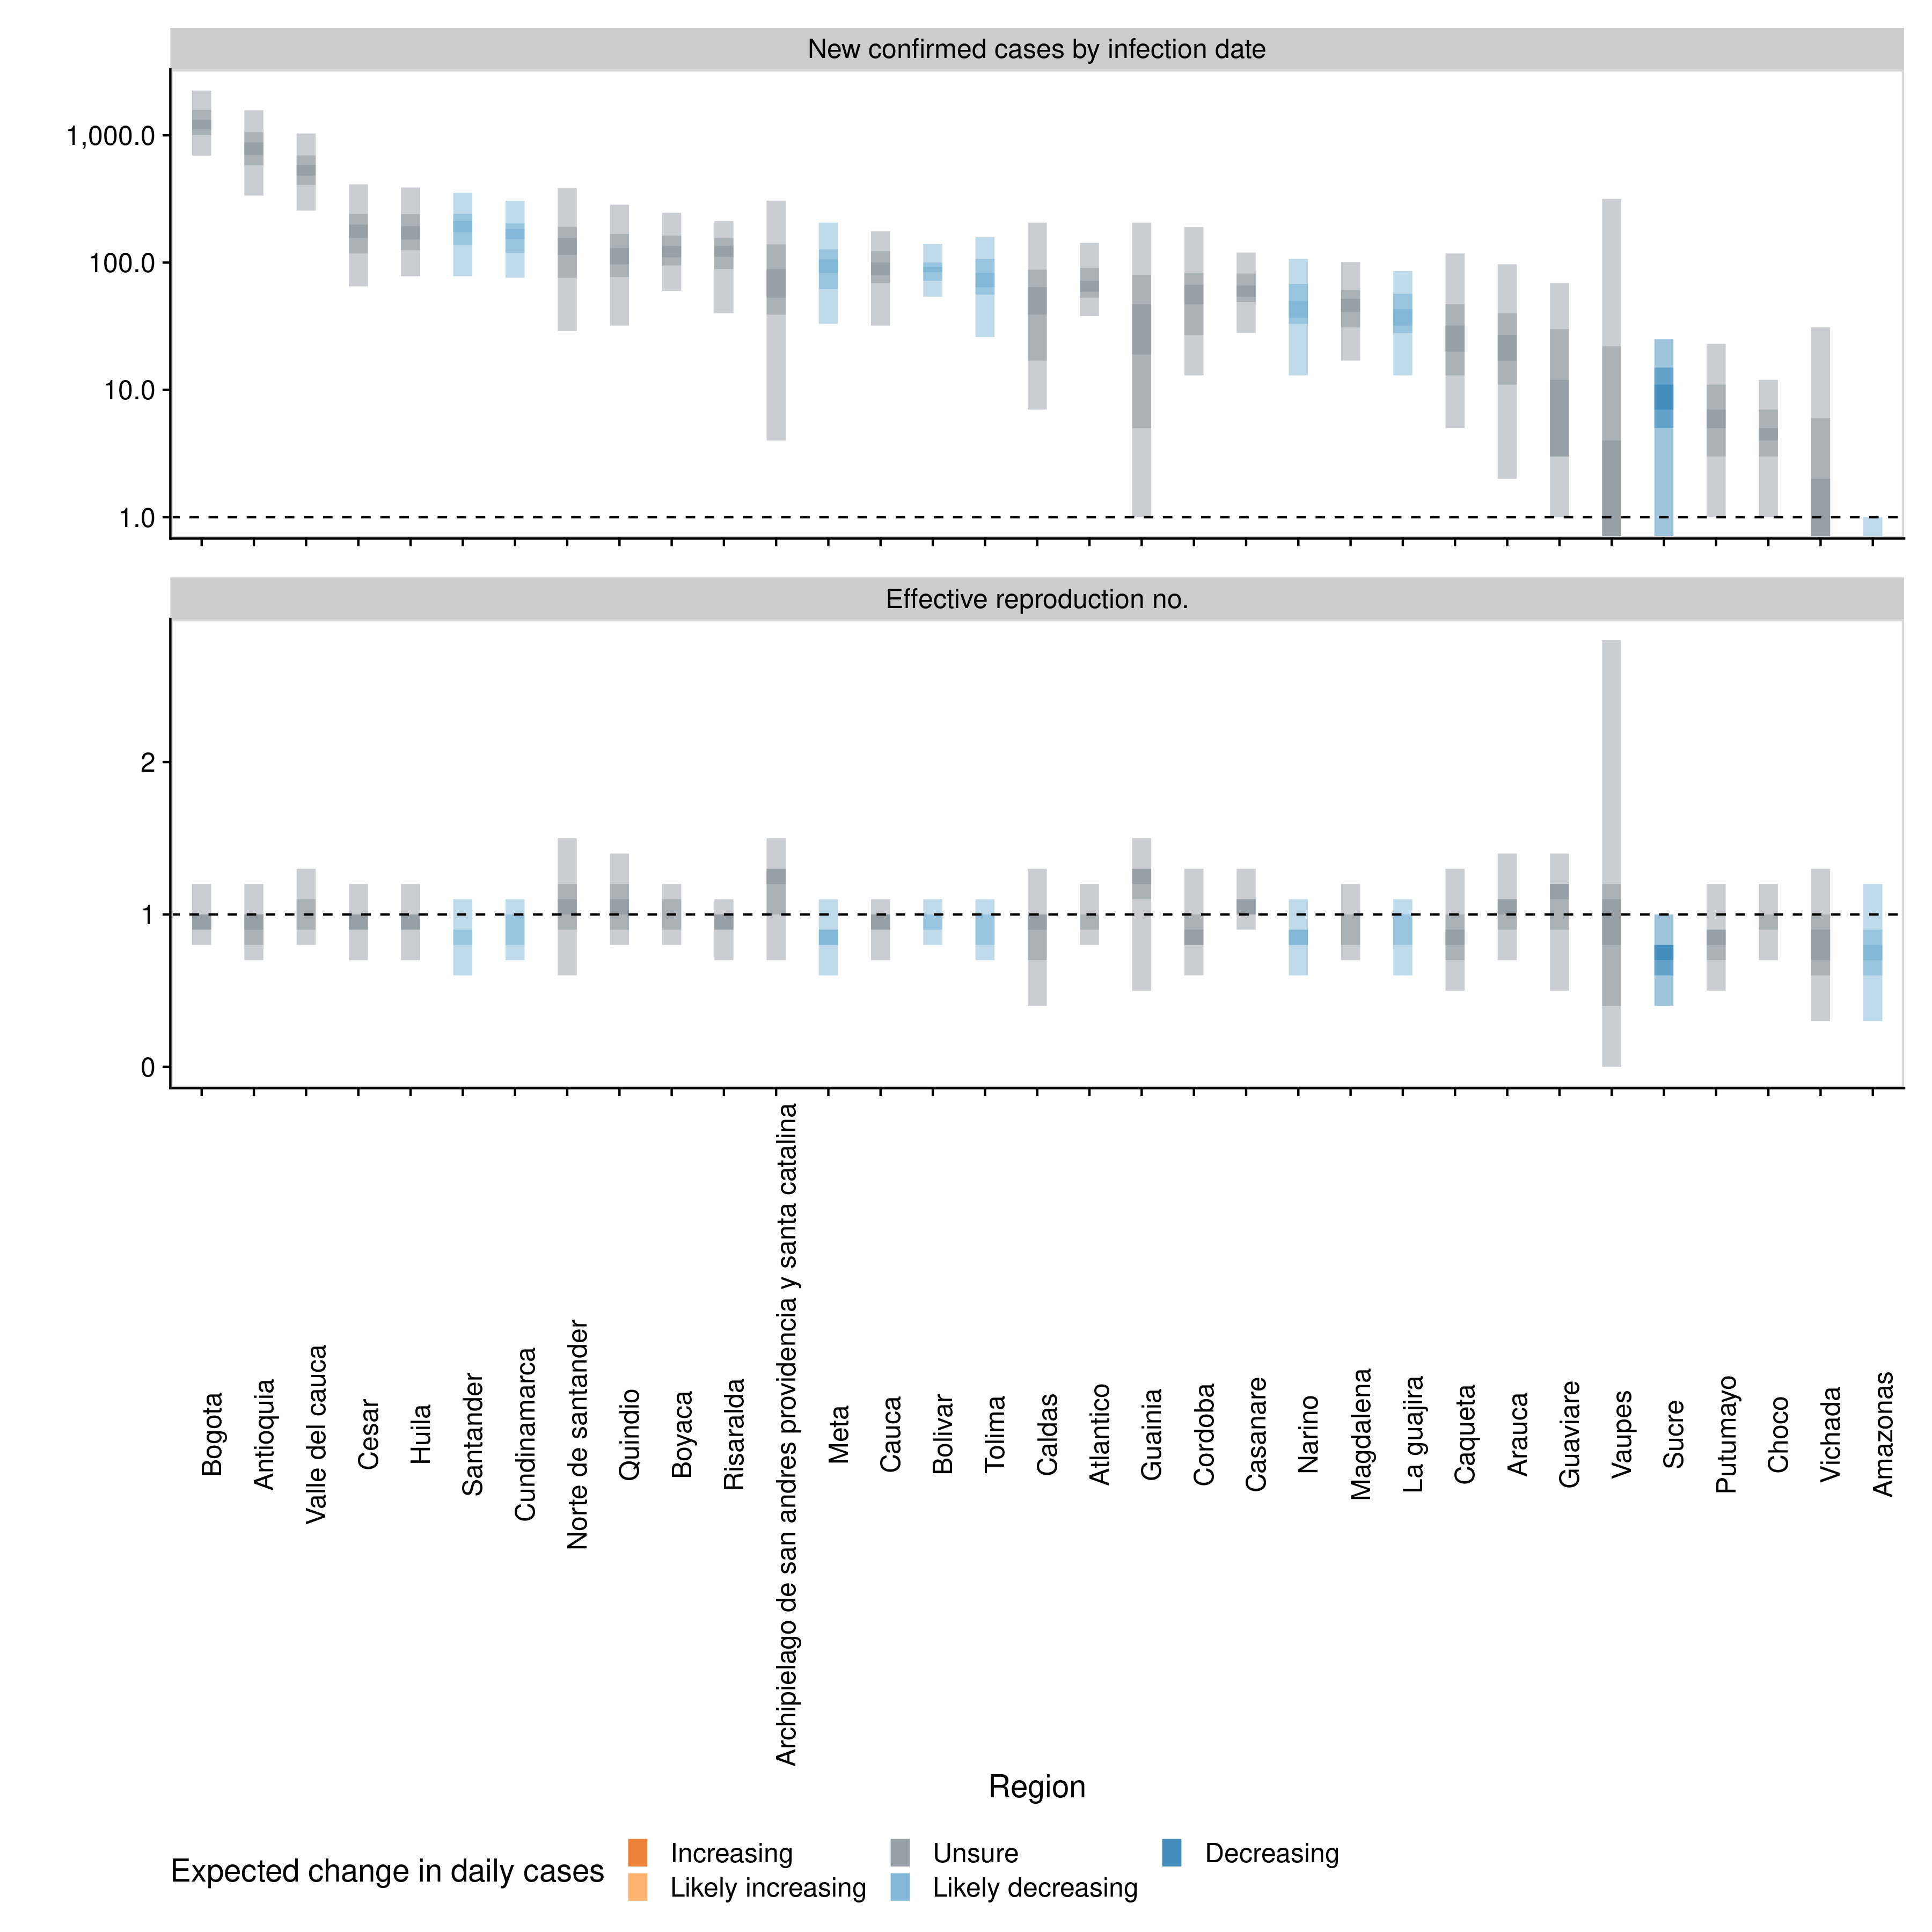 New confirmed cases by infection date
1,000.0
100.0
10.0
1.0
Effective reproduction no.
2
1
0
Bogota
Antioquia
Valle del cauca
Cesar
Huila
Santander
Cundinamarca
Norte de santander
Quindio
Boyaca
Risaralda
Archipielago de san andres providencia y santa catalina
Meta
Cauca
Bolivar
Tolima
Caldas
Atlantico
Guainia
Cordoba
Casanare
Narino
Magdalena
La guajira
Caqueta
Arauca
Guaviare
Vaupes
Sucre
Putumayo
Choco
Vichada
Amazonas
Region
Expected change in daily cases
Increasing
Likely increasing
Unsure
Likely decreasing
Decreasing